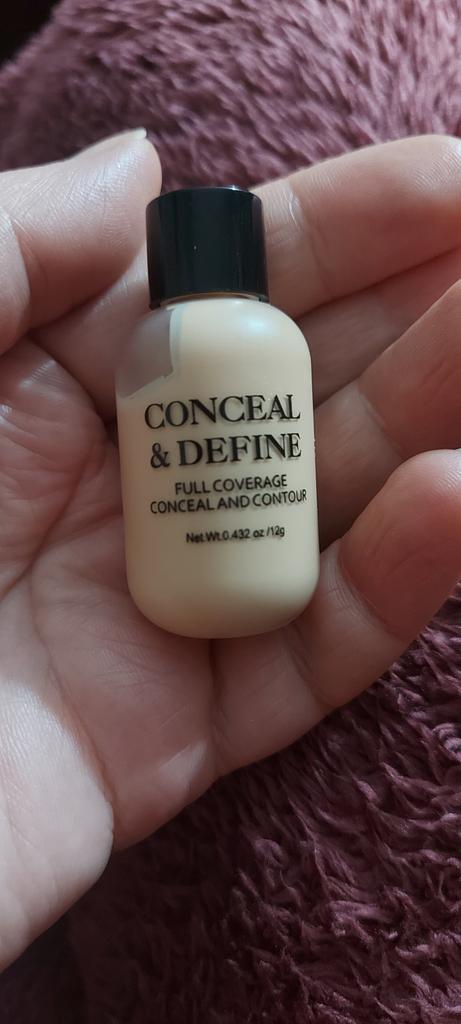 CONCEAL
& DEFINE
FULL COVERAGE
CONCEAL AND CONTOUR
Net Wt.0.432 oz /12g